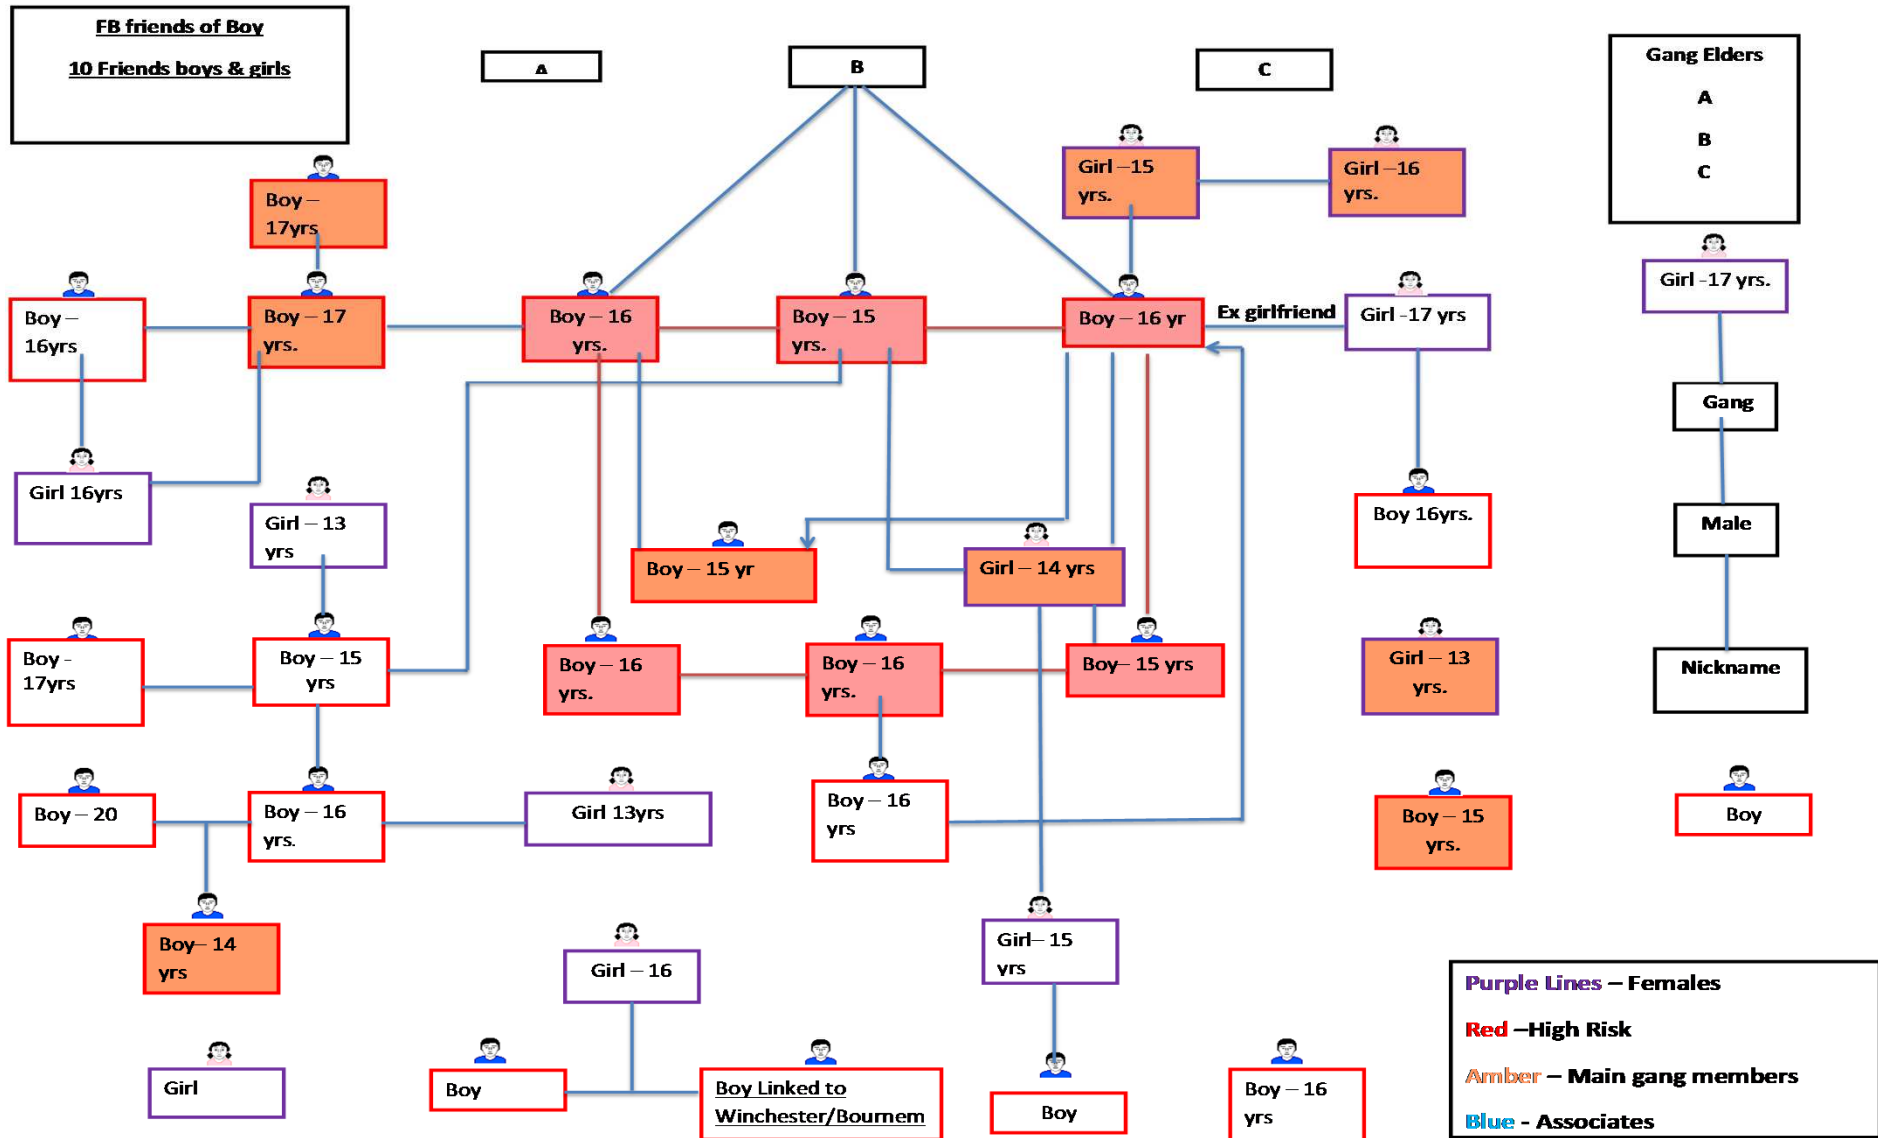 FB friends of Boy
10 Friends boys & girls
A
B
C
Gang Elders
A
B
C
Girl –15
yrs.
Girl –16
yrs.
Boy –
17yrs
Girl -17 yrs.
Boy –
16yrs
Boy – 17
yrs.
Boy – 16
yrs.
Boy – 15
yrs.
Boy – 16 yr
Ex girlfriend
Girl -17 yrs
Gang
Girl 16yrs
Girl – 13
yrs
Boy 16yrs.
Male
Boy – 15 yr
Girl – 14 yrs
Boy -
17yrs
Boy – 15
yrs
Boy – 16
yrs.
Boy – 16
yrs.
Boy– 15 yrs
Girl – 13
yrs.
Nickname
Boy – 20
Boy – 16
yrs.
Girl 13yrs
Boy – 16
yrs
Boy – 15
yrs.
Boy
Boy– 14
yrs
Girl – 16
Girl– 15
yrs
Girl
Boy
Boy Linked to
Winchester/Bournem
Boy
Boy – 16
yrs
Purple Lines – Females
Red –High Risk
Amber – Main gang members
Blue - Associates